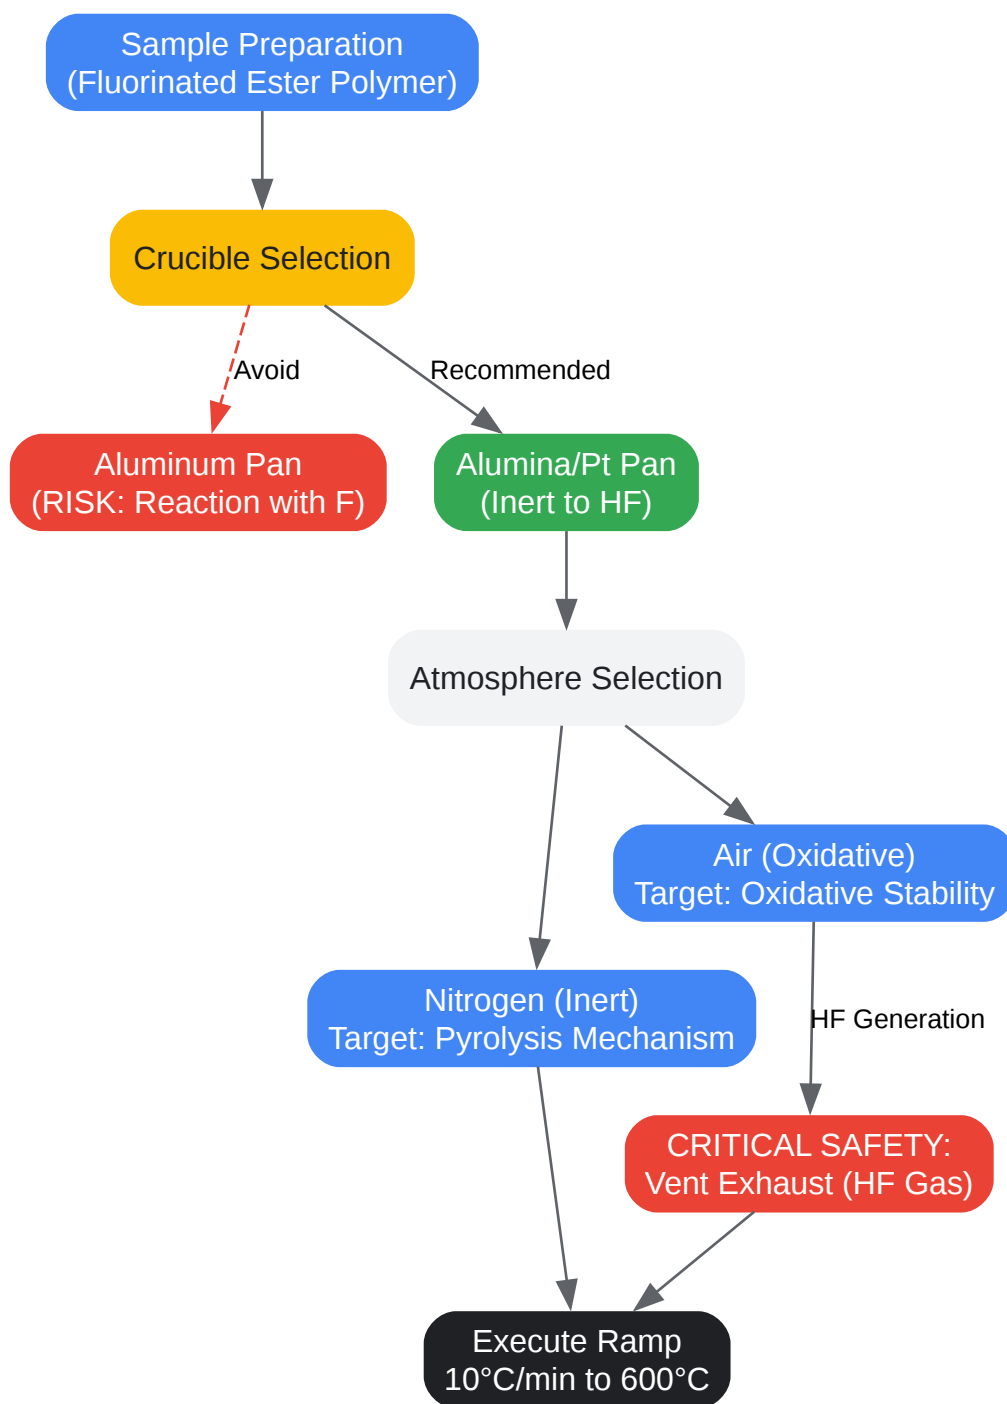 Sample Preparation
(Fluorinated Ester Polymer)
Crucible Selection
Avoid
Recommended
Aluminum Pan
(RISK: Reaction with F)
Alumina/Pt Pan
(Inert to HF)
Atmosphere Selection
Air (Oxidative)
Target: Oxidative Stability
Nitrogen (Inert)
Target: Pyrolysis Mechanism
HF Generation
CRITICAL SAFETY:
Vent Exhaust (HF Gas)
Execute Ramp
10°C/min to 600°C